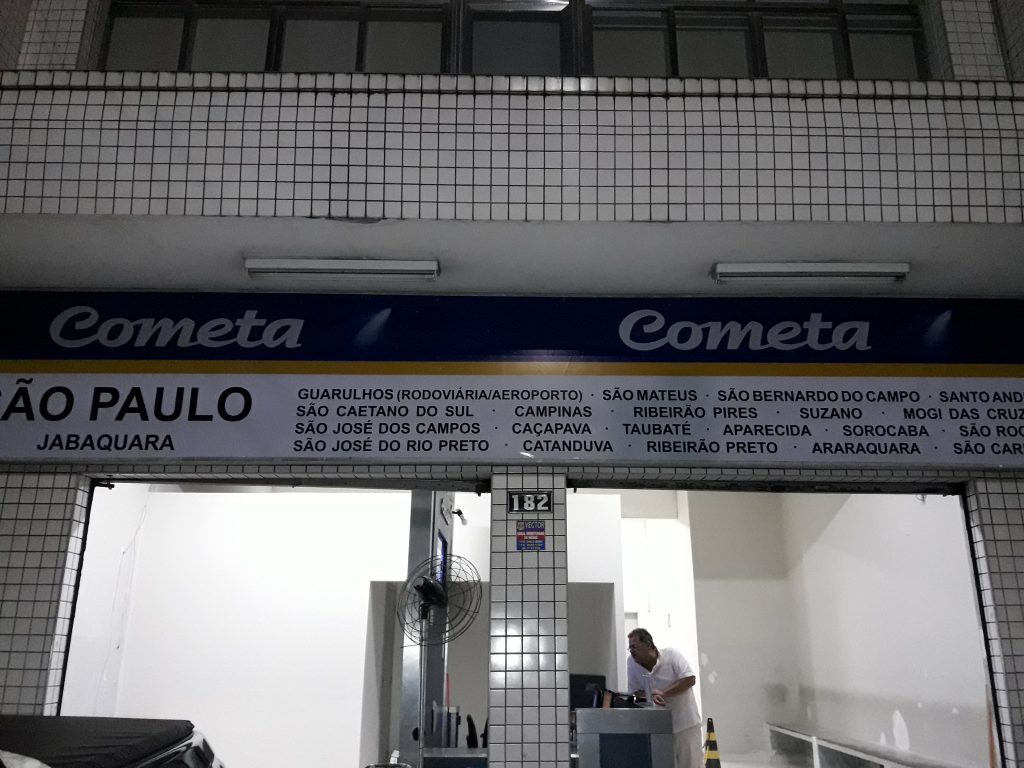 Cometa
Cometa
SÃO PAULO
JABAQUARA
GUARULHOS (RODOVIÁRIA/AEROPORTO) · SÃO MATEUS · SÃO BERNARDO DO CAMPO · SANTO AND
SÃO CAETANO DO SUL · CAMPINAS · RIBEIRÃO PIRES · SUZANO · MOGI DAS CRUZ
SÃO JOSÉ DOS CAMPOS · CAÇAPAVA · TAUBATÉ · APARECIDA · SOROCABA · SÃO ROQ
SÃO JOSÉ DO RIO PRETO · CATANDUVA · RIBEIRÃO PRETO · ARARAQUARA · SÃO CAR
182
VECTOR